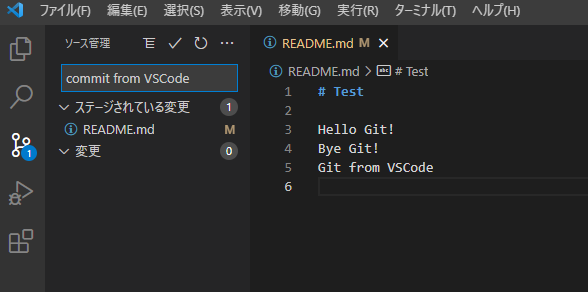 ファイル(F) 編集(E) 選択(S) 表示(V) 移動(G) 実行(R) ターミナル(T) ヘルプ(H)
ソース管理
commit from VSCode
ステージされている変更 1
README.md M
変更 0
1
README.md M
README.md > # Test
1 # Test
2
3 Hello Git!
4 Bye Git!
5 Git from VSCode
6